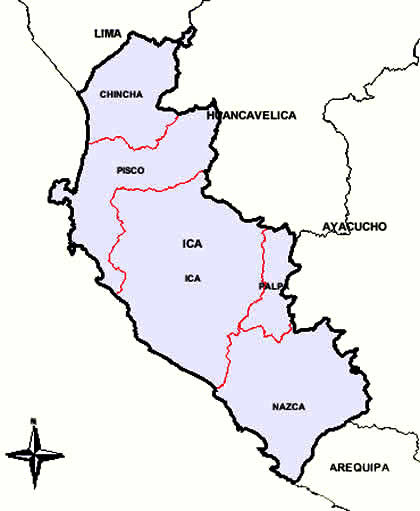 LIMA
CHINCHA
HUANCAVELICA
PISCO
AYACUCHO
ICA
ICA
PALPA
NAZCA
N
AREQUIPA